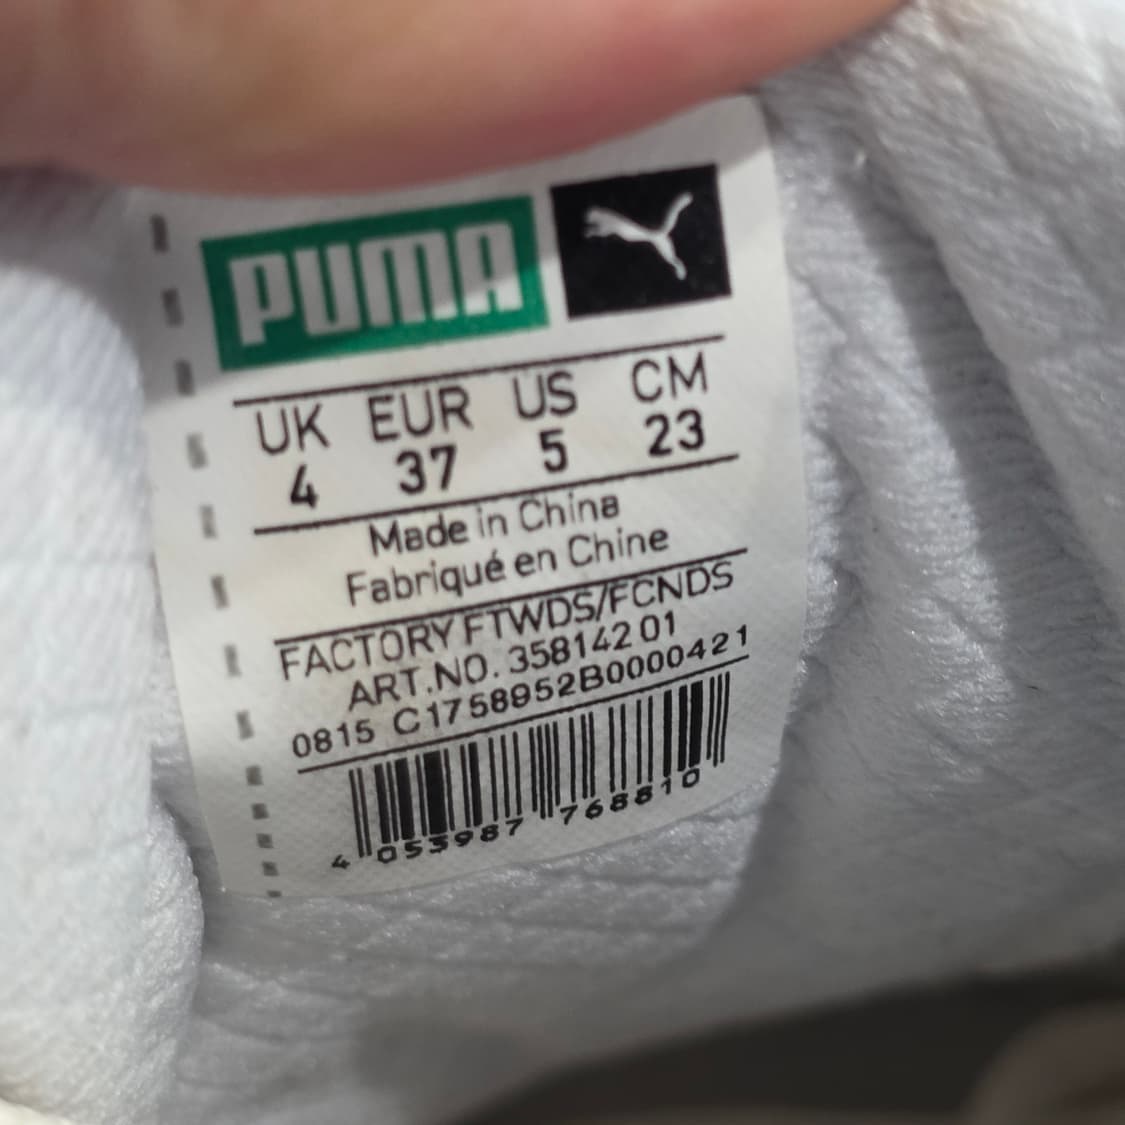 PUMA
UK EUR US CM
4 37 5 23
Made in China
Fabriqué en Chine
FACTORY FTWDS/FCNDS
ART.NO. 358142 01
0815 C1758952B0000421
4 053987 768810